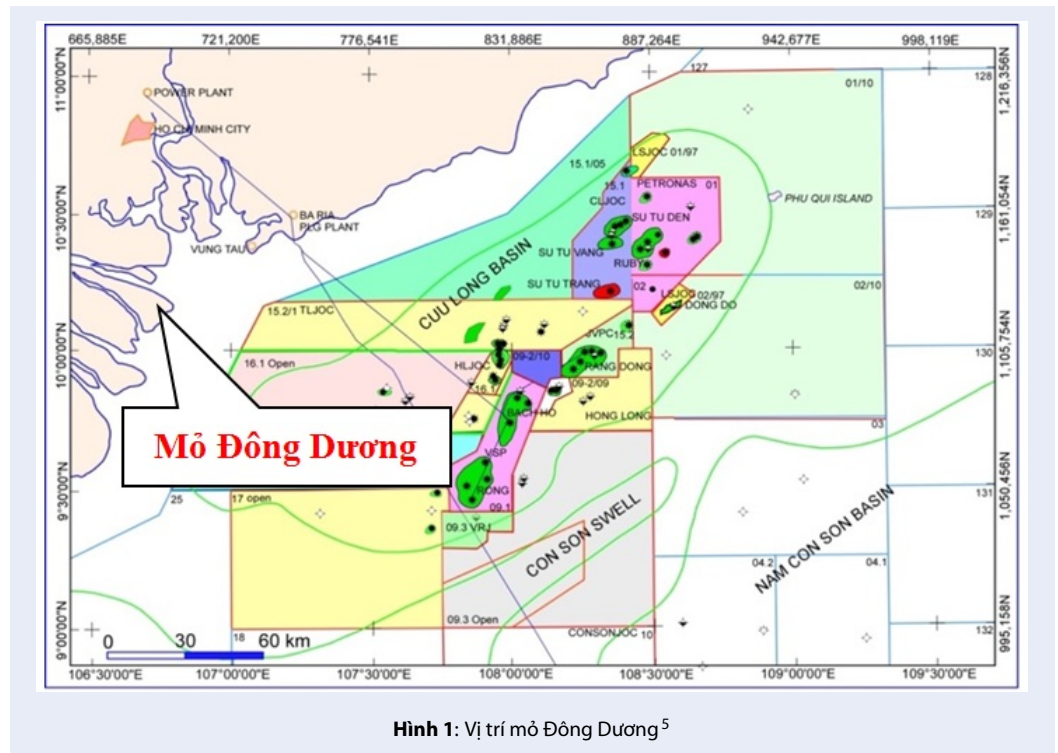 665,885E 721,200E 776,541E 831,886E 887,264E 942,677E 998,119E
11°00'00"N
127
128
1,216,356N
01/10
POWER PLANT
HO CHI MINH CITY
LSJOC 01/97
15.1/05
15.1
PETRONAS 01
CLJOC
PHU QUI ISLAND
10°30'00"N
BA RIA
PLG PLANT
SU TU DEN
129
1,161,054N
VUNG TAU
SU TU VANG
RUBY
CUU LONG BASIN
SU TU TRANG
02
LSJOC 02/97
02/10
DONG DO
15.2/1 TLJOC
JVPC 15.2
10°00'00"N
16.1 Open
HLJOC
09-2/10
RANG DONG
130
1,105,754N
16.1
09-2/09
BACH HO
HONG LONG
03
Mỏ Đông Dương
VSP
9°30'00"N
25
17 open
RONG
09.1
131
1,050,456N
09.3 VRJ
CON SON SWELL
NAM CON SON BASIN
04.2
04.1
09.3 Open
9°00'00"N
18
CONSONJOC 10
132
995,158N
0 30 60 km
106°30'00"E 107°00'00"E 107°30'00"E 108°00'00"E 108°30'00"E 109°00'00"E 109°30'00"E
Hình 1: Vị trí mỏ Đông Dương 5